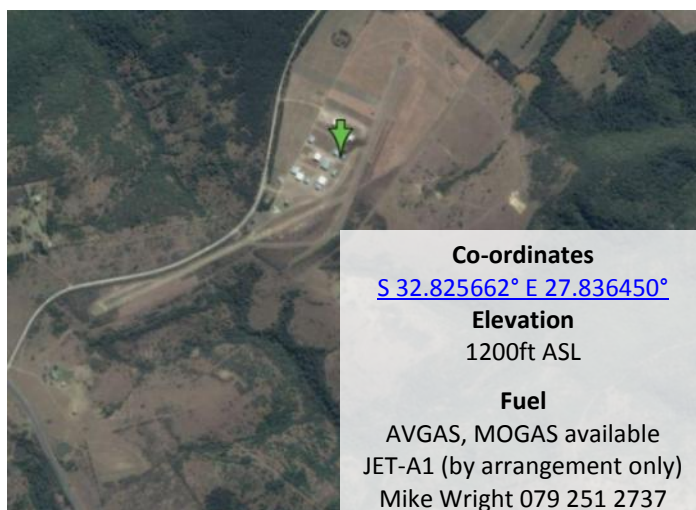 Co-ordinates
S 32.825662° E 27.836450°
Elevation
1200ft ASL
Fuel
AVGAS, MOGAS available
JET-A1 (by arrangement only)
Mike Wright 079 251 2737